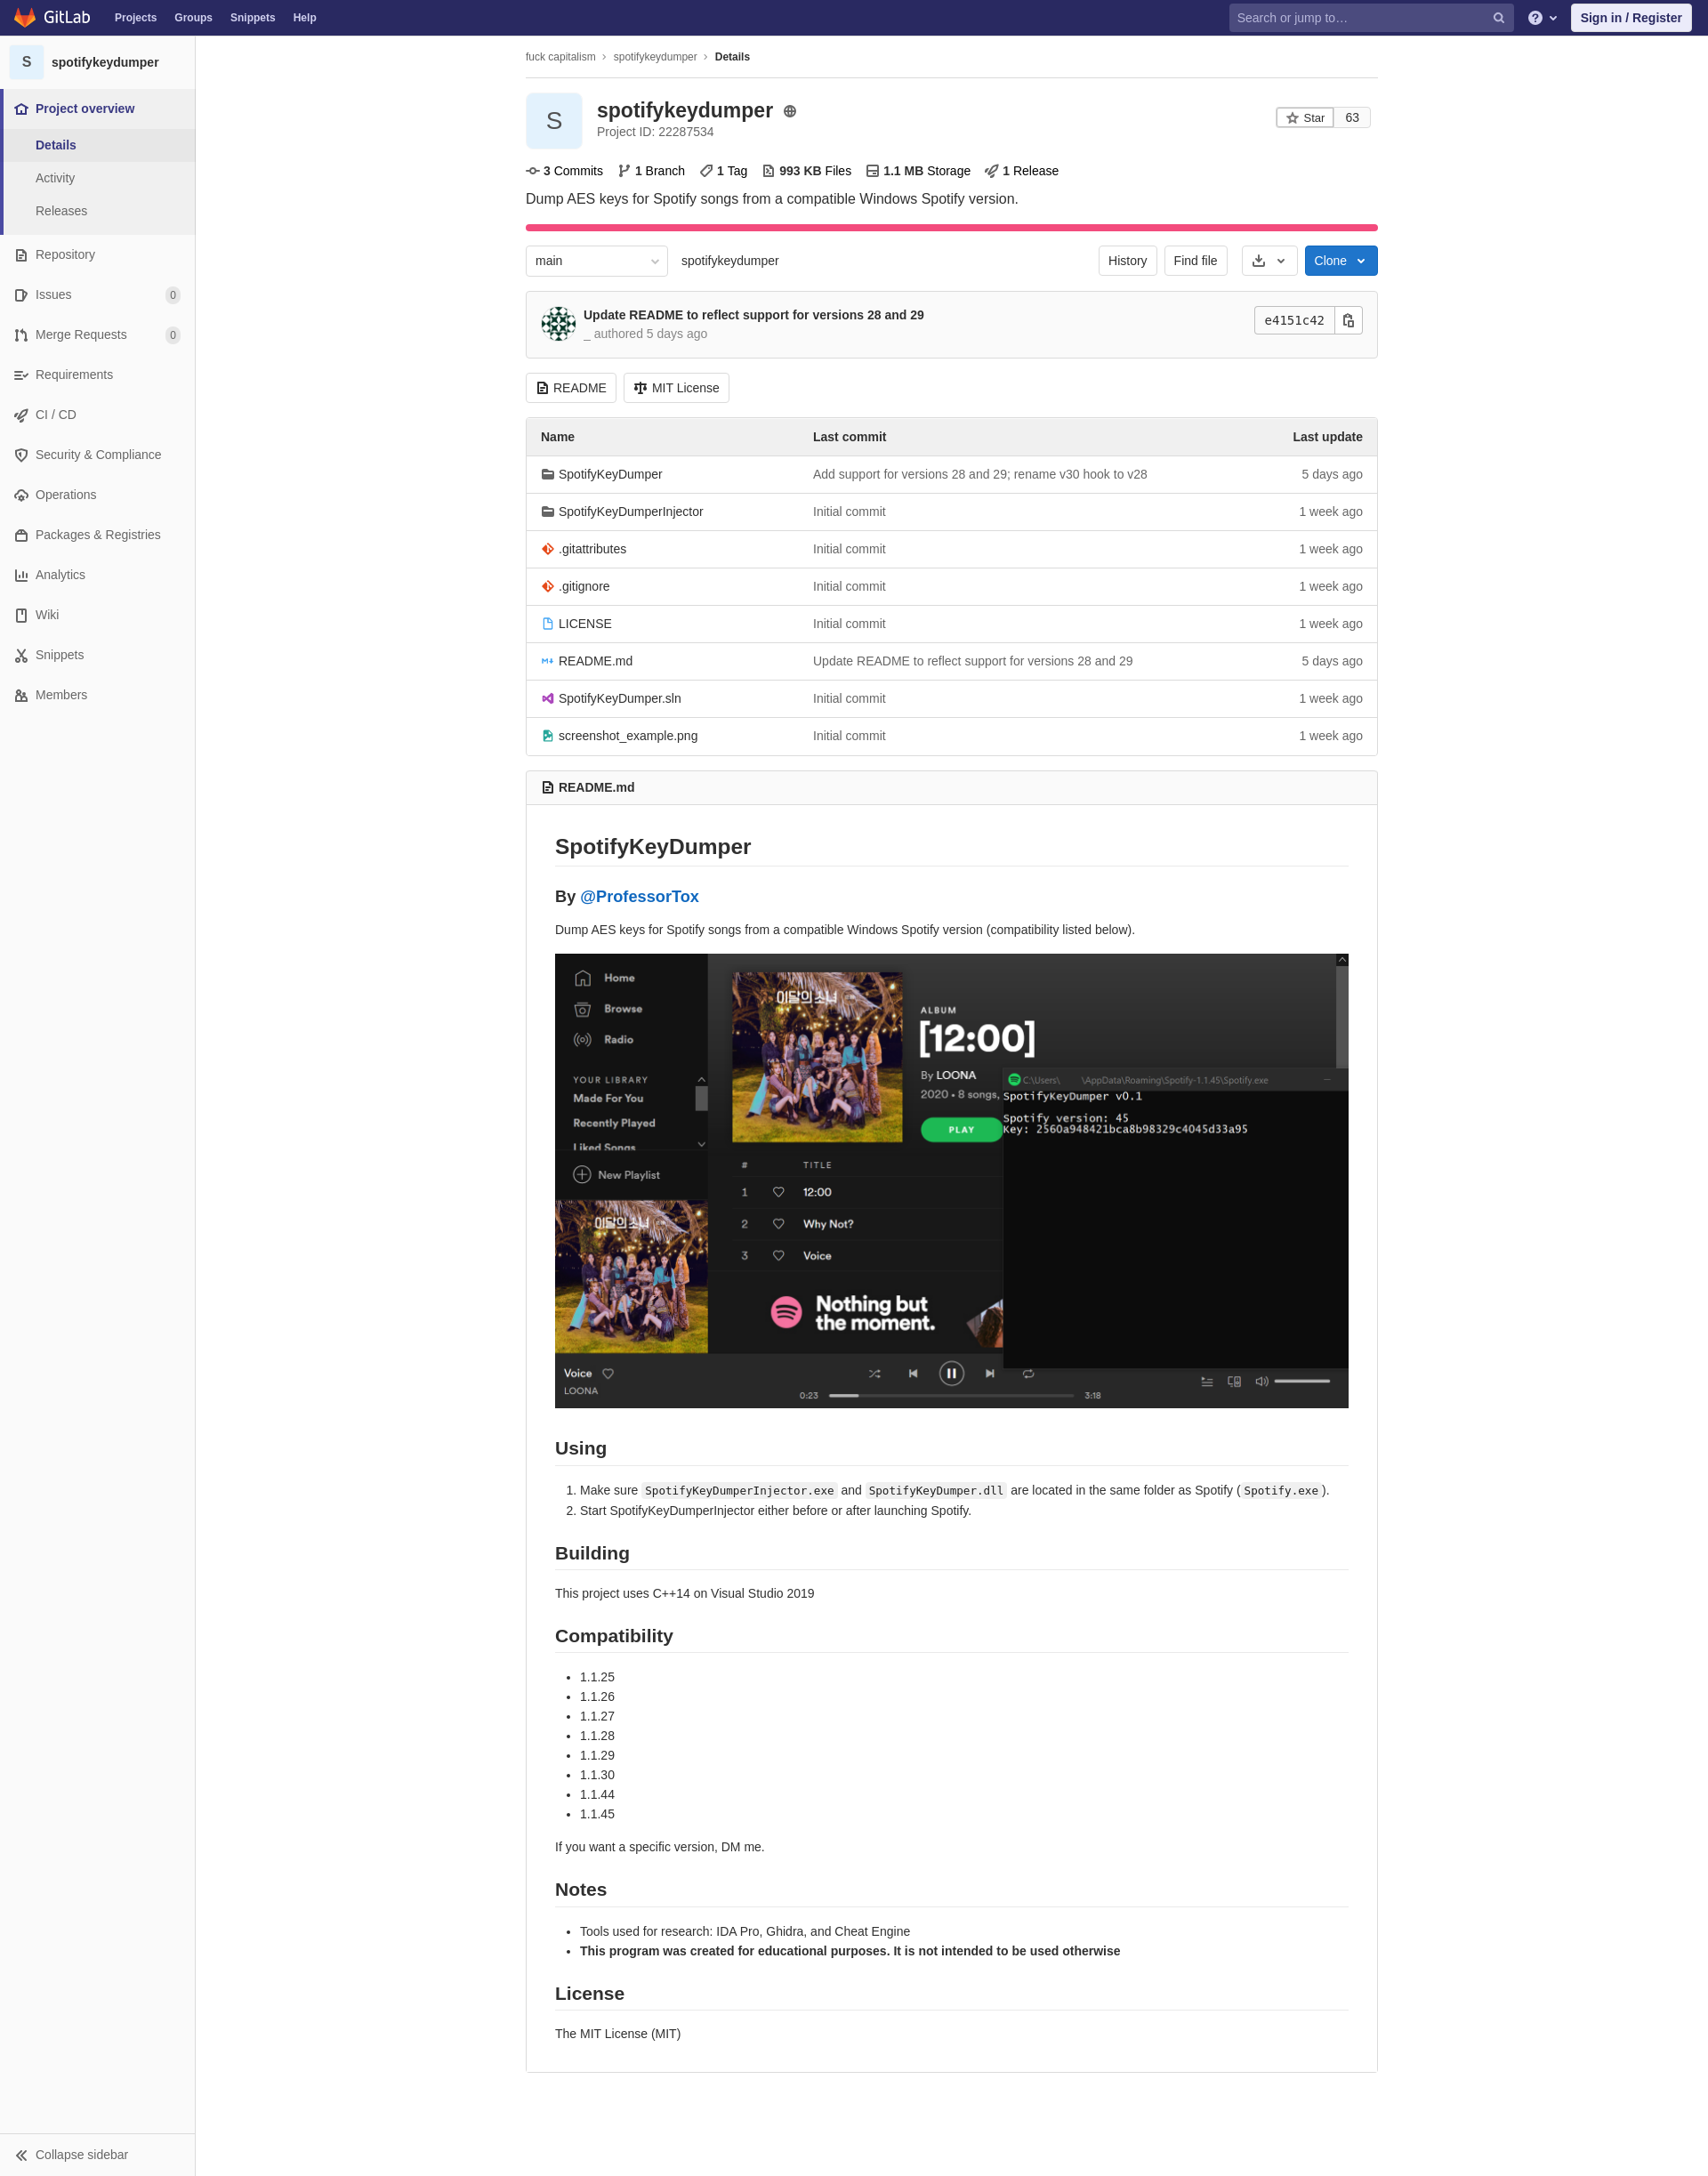 GitLab Projects Groups Snippets Help Search or jump to… Sign in / Register
S spotifykeydumper
Project overview
Details
Activity
Releases
Repository
Issues 0
Merge Requests 0
Requirements
CI / CD
Security & Compliance
Operations
Packages & Registries
Analytics
Wiki
Snippets
Members
Collapse sidebar
fuck capitalism › spotifykeydumper › Details
S
spotifykeydumper
Project ID: 22287534
Star 63
3 Commits 1 Branch 1 Tag 993 KB Files 1.1 MB Storage 1 Release
Dump AES keys for Spotify songs from a compatible Windows Spotify version.
main spotifykeydumper History Find file Clone
Update README to reflect support for versions 28 and 29
_ authored 5 days ago
e4151c42
README MIT License
Name Last commit Last update
SpotifyKeyDumper Add support for versions 28 and 29; rename v30 hook to v28 5 days ago
SpotifyKeyDumperInjector Initial commit 1 week ago
.gitattributes Initial commit 1 week ago
.gitignore Initial commit 1 week ago
LICENSE Initial commit 1 week ago
README.md Update README to reflect support for versions 28 and 29 5 days ago
SpotifyKeyDumper.sln Initial commit 1 week ago
screenshot_example.png Initial commit 1 week ago
README.md
SpotifyKeyDumper
By @ProfessorTox
Dump AES keys for Spotify songs from a compatible Windows Spotify version (compatibility listed below).
Home
Browse
Radio
YOUR LIBRARY
Made For You
Recently Played
Liked Songs
New Playlist
이달의 소녀
Voice
LOONA
이달의 소녀
ALBUM
[12:00]
By LOONA
2020 • 8 songs,
PLAY
# TITLE
1 12:00
2 Why Not?
3 Voice
Nothing but
the moment.
0:23 3:18
C:\Users\ \AppData\Roaming\Spotify-1.1.45\Spotify.exe
SpotifyKeyDumper v0.1
Spotify version: 45
Key: 2560a948421bca8b98329c4045d33a95
Using
1. Make sure SpotifyKeyDumperInjector.exe and SpotifyKeyDumper.dll are located in the same folder as Spotify ( Spotify.exe ).
2. Start SpotifyKeyDumperInjector either before or after launching Spotify.
Building
This project uses C++14 on Visual Studio 2019
Compatibility
• 1.1.25
• 1.1.26
• 1.1.27
• 1.1.28
• 1.1.29
• 1.1.30
• 1.1.44
• 1.1.45
If you want a specific version, DM me.
Notes
• Tools used for research: IDA Pro, Ghidra, and Cheat Engine
• This program was created for educational purposes. It is not intended to be used otherwise
License
The MIT License (MIT)